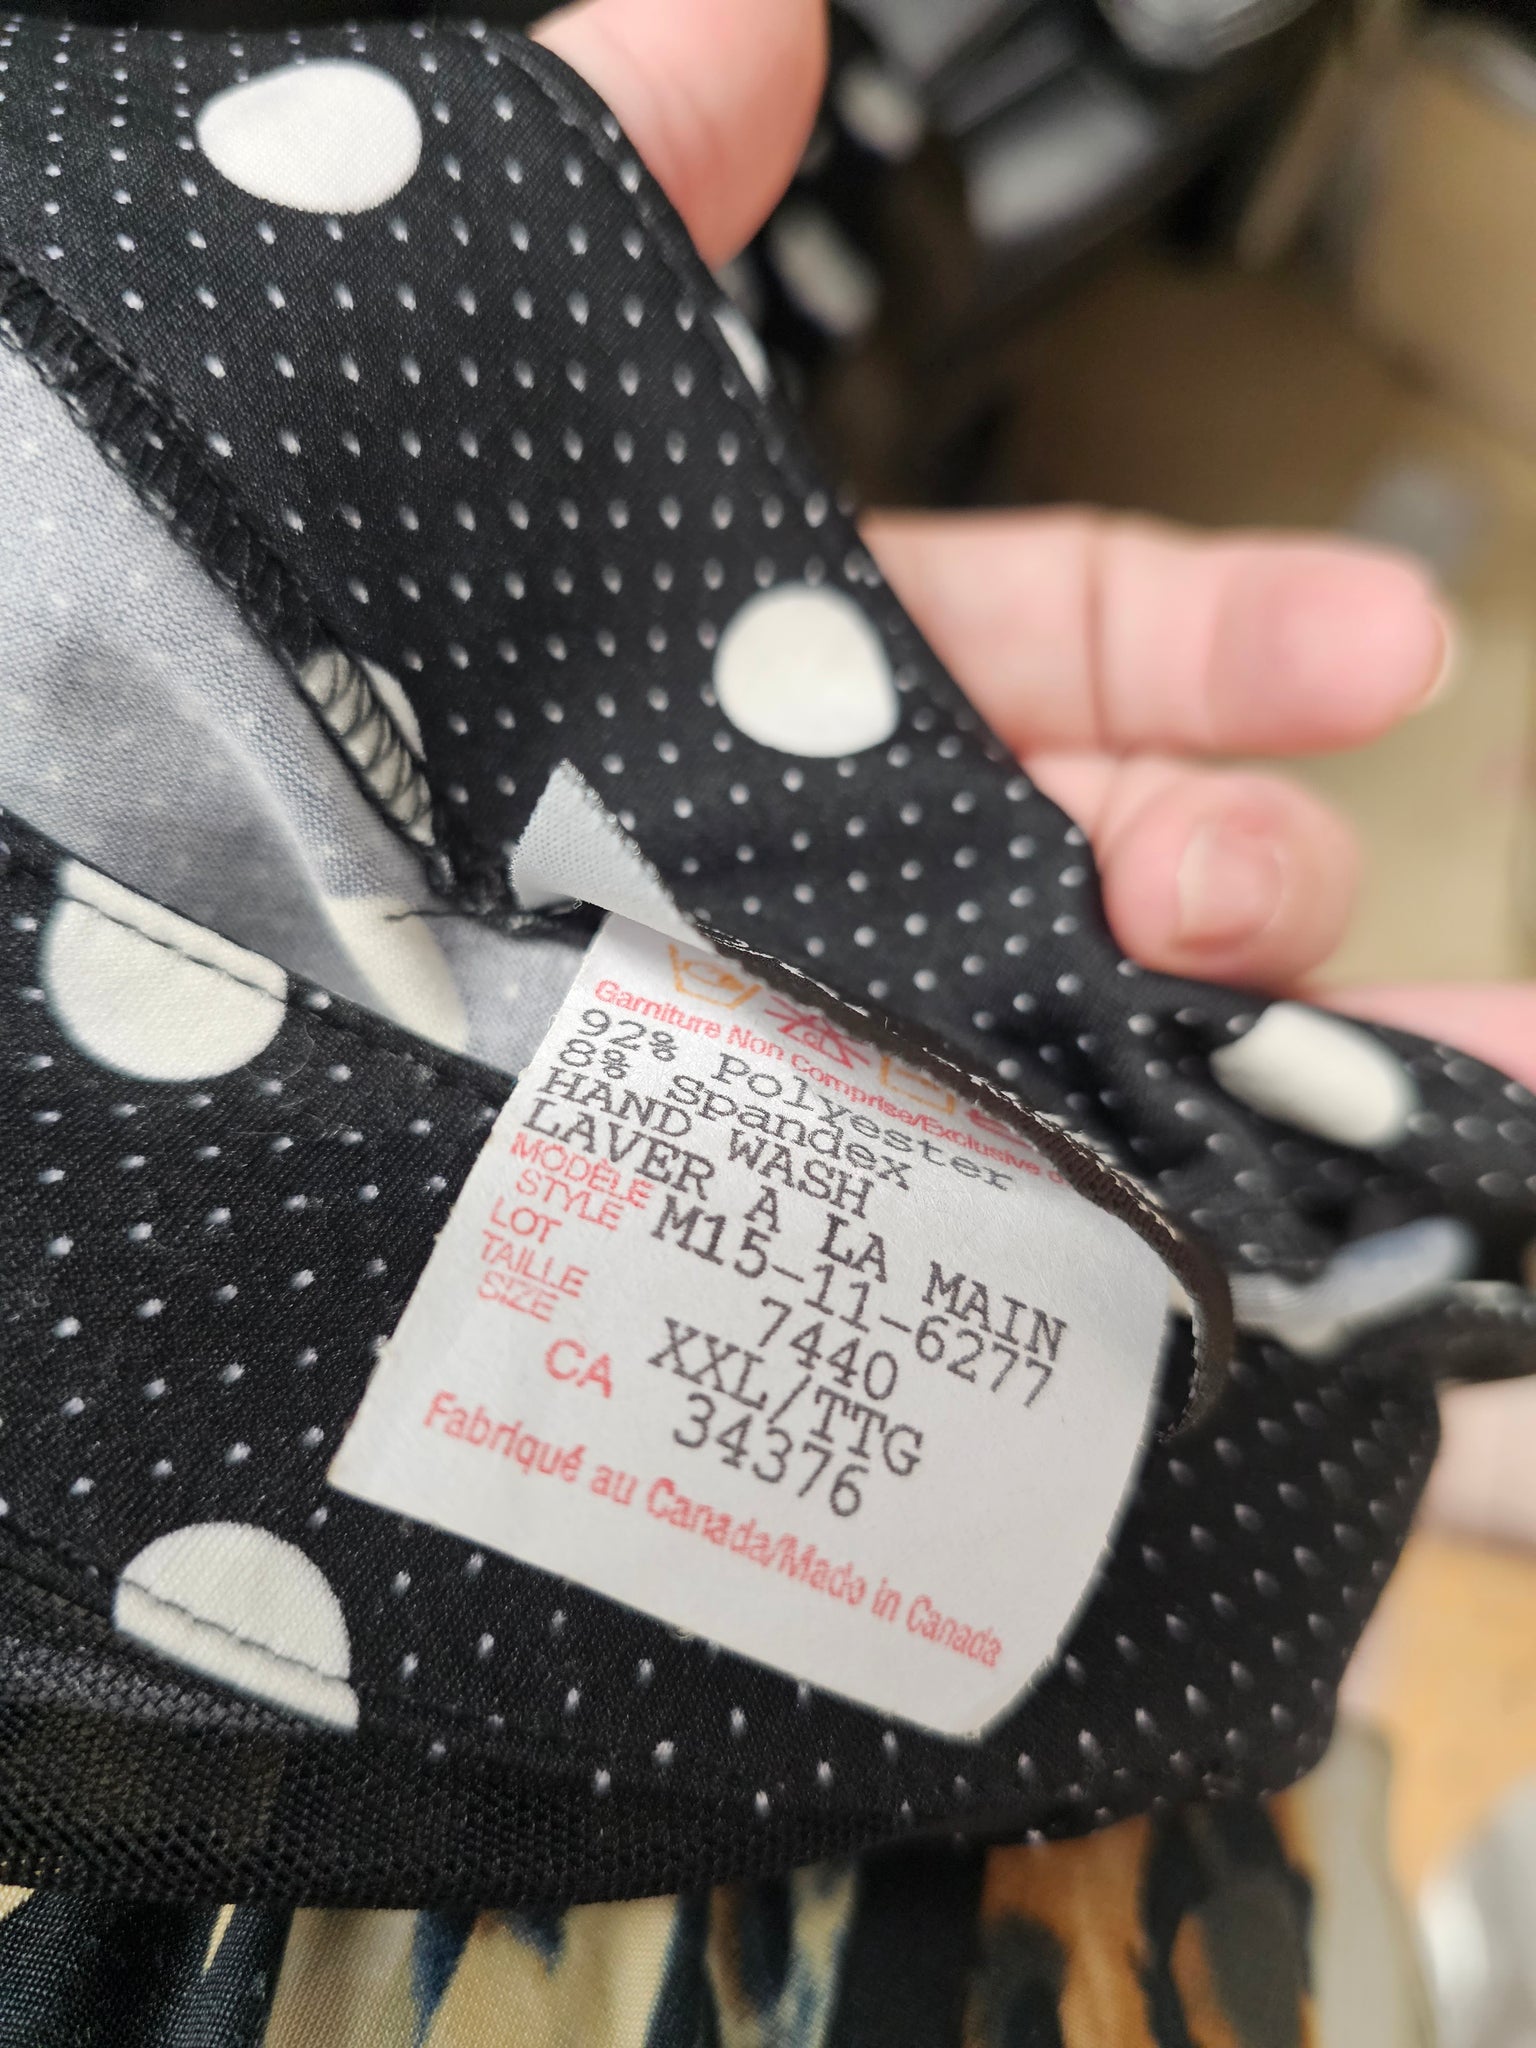 Garniture Non comprise/Exclusive
92% Polyester
8% Spandex
HAND WASH
LAVER A LA MAIN
MODÈLE
STYLE M15-11-6277
LOT 7440
TAILLE
SIZE XXL/TTG
CA 34376
Fabriqué au Canada/Made in Canada